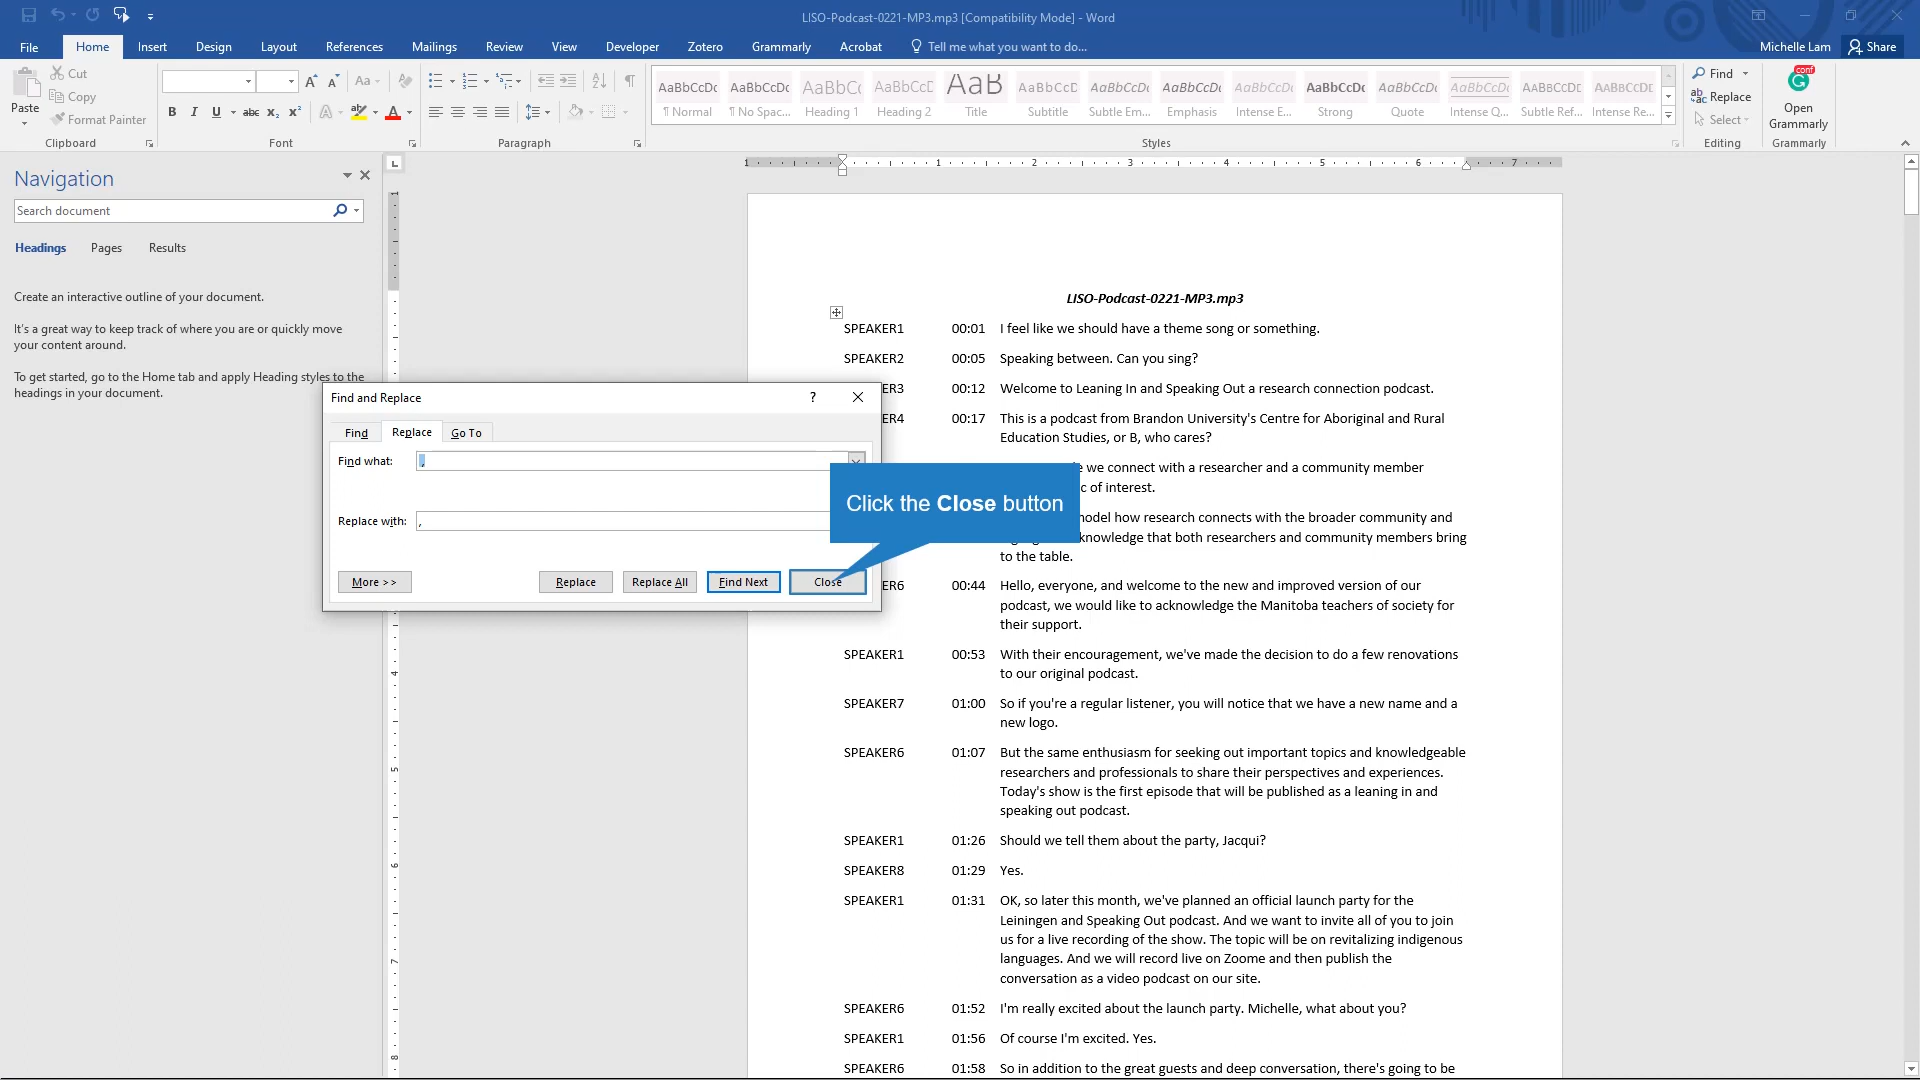 LISO-Podcast-0221-MP3.mp3 [Compatibility Mode] - Word
File Home Insert Design Layout References Mailings Review View Developer Zotero Grammarly Acrobat Tell me what you want to do... Michelle Lam Share
Paste
Cut
Copy
Format Painter
Clipboard
Aa
B I U abc x₂ x² A A
Font
Paragraph
AaBbCcDc AaBbCcDc AaBbC( AaBbCcC AaB AaBbCcC AaBbCcDt AaBbCcDt AaBbCcDt AaBbCcDc AaBbCcDt AaBbCcDt AABBCCDC AABBCCDC
¶ Normal ¶ No Spac... Heading 1 Heading 2 Title Subtitle Subtle Em... Emphasis Intense E... Strong Quote Intense Q... Subtle Ref... Intense Re...
Styles
Find
Replace
Select
Editing
conf
Open
Grammarly
Grammarly
Navigation
Search document
Headings Pages Results
Create an interactive outline of your document.
It's a great way to keep track of where you are or quickly move
your content around.
To get started, go to the Home tab and apply Heading styles to the
headings in your document.
L
1 1 2 3 4 5 6 7
1
4
5
6
7
8
Find and Replace ?
Find Replace Go To
Find what: ,
Replace with: ,
More >> Replace Replace All Find Next Close
Click the Close button
LISO-Podcast-0221-MP3.mp3
SPEAKER1 00:01 I feel like we should have a theme song or something.
SPEAKER2 00:05 Speaking between. Can you sing?
ER3 00:12 Welcome to Leaning In and Speaking Out a research connection podcast.
ER4 00:17 This is a podcast from Brandon University's Centre for Aboriginal and Rural
Education Studies, or B, who cares?
e we connect with a researcher and a community member
c of interest.
odel how research connects with the broader community and
knowledge that both researchers and community members bring
to the table.
ER6 00:44 Hello, everyone, and welcome to the new and improved version of our
podcast, we would like to acknowledge the Manitoba teachers of society for
their support.
SPEAKER1 00:53 With their encouragement, we've made the decision to do a few renovations
to our original podcast.
SPEAKER7 01:00 So if you're a regular listener, you will notice that we have a new name and a
new logo.
SPEAKER6 01:07 But the same enthusiasm for seeking out important topics and knowledgeable
researchers and professionals to share their perspectives and experiences.
Today's show is the first episode that will be published as a leaning in and
speaking out podcast.
SPEAKER1 01:26 Should we tell them about the party, Jacqui?
SPEAKER8 01:29 Yes.
SPEAKER1 01:31 OK, so later this month, we've planned an official launch party for the
Leiningen and Speaking Out podcast. And we want to invite all of you to join
us for a live recording of the show. The topic will be on revitalizing indigenous
languages. And we will record live on Zoome and then publish the
conversation as a video podcast on our site.
SPEAKER6 01:52 I'm really excited about the launch party. Michelle, what about you?
SPEAKER1 01:56 Of course I'm excited. Yes.
SPEAKER6 01:58 So in addition to the great guests and deep conversation, there's going to be